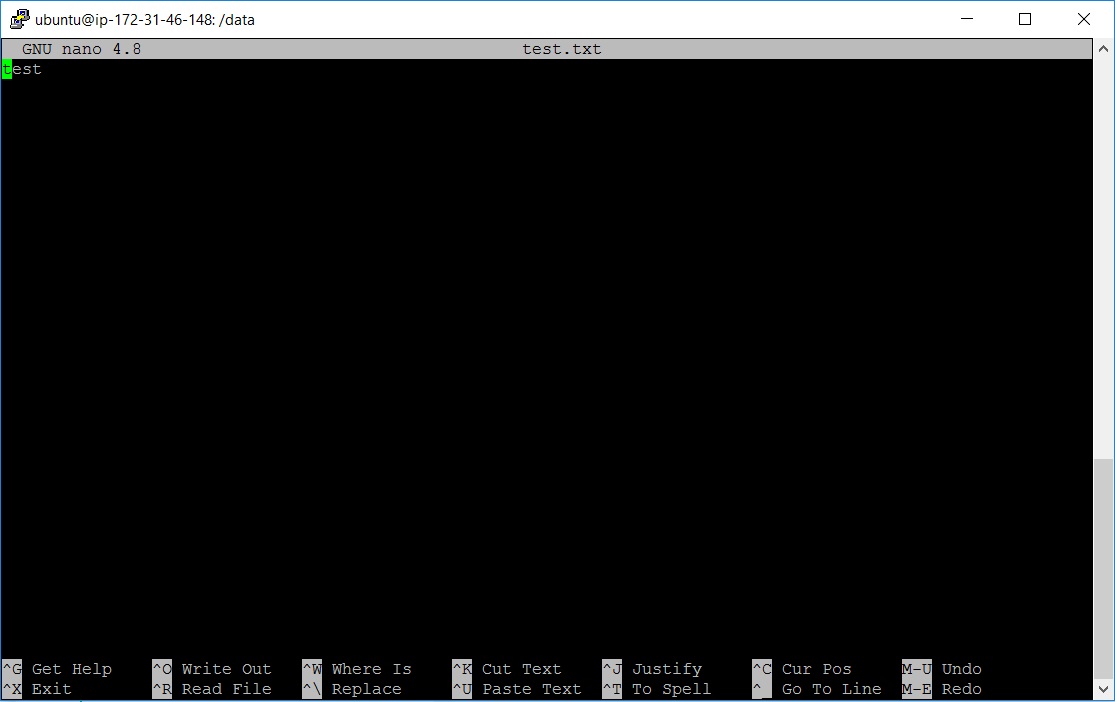 ubuntu@ip-172-31-46-148: /data
GNU nano 4.8 test.txt
test
^G Get Help ^O Write Out ^W Where Is ^K Cut Text ^J Justify ^C Cur Pos M-U Undo
^X Exit ^R Read File ^\ Replace ^U Paste Text ^T To Spell ^_ Go To Line M-E Redo